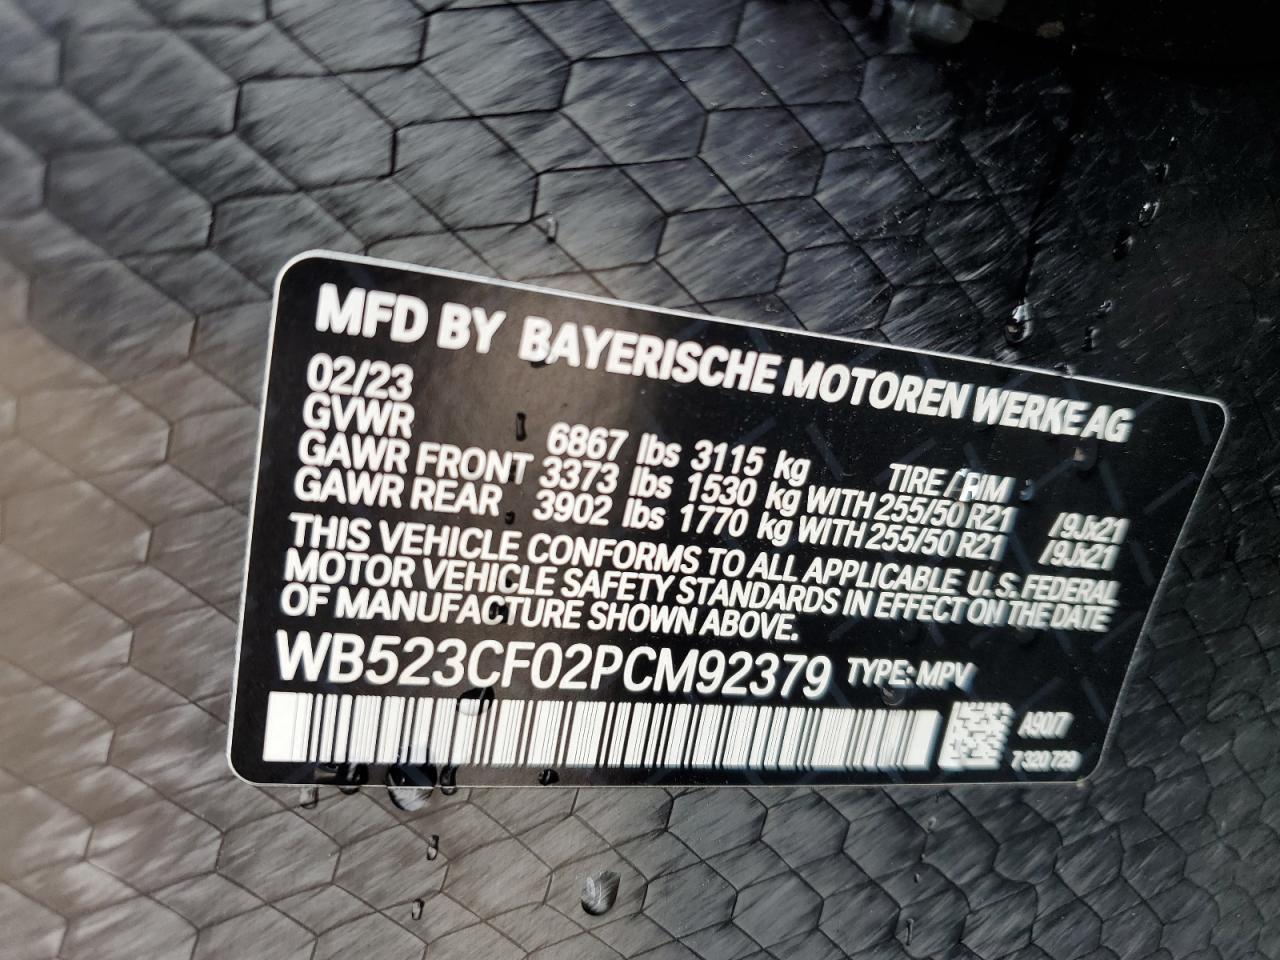 MFD BY BAYERISCHE MOTOREN WERKE AG
02/23
GVWR 6867 lbs 3115 kg TIRE / RIM
GAWR FRONT 3373 lbs 1530 kg WITH 255/50 R21 /9Jx21
GAWR REAR 3902 lbs 1770 kg WITH 255/50 R21 /9Jx21
THIS VEHICLE CONFORMS TO ALL APPLICABLE U.S. FEDERAL
MOTOR VEHICLE SAFETY STANDARDS IN EFFECT ON THE DATE
OF MANUFACTURE SHOWN ABOVE.
WB523CF02PCM92379 TYPE: MPV
A90/7
7 320 729